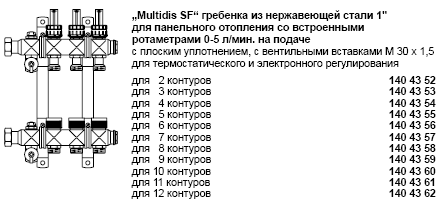 „Multidis SF“ гребенка из нержавеющей стали 1"
для панельного отопления со встроенными
ротаметрами 0-5 л/мин. на подаче
с плоским уплотнением, с вентильными вставками М 30 x 1,5
для термостатического и электронного регулирования
для 2 контуров 140 43 52
для 3 контуров 140 43 53
для 4 контуров 140 43 54
для 5 контуров 140 43 55
для 6 контуров 140 43 56
для 7 контуров 140 43 57
для 8 контуров 140 43 58
для 9 контуров 140 43 59
для 10 контуров 140 43 60
для 11 контуров 140 43 61
для 12 контуров 140 43 62